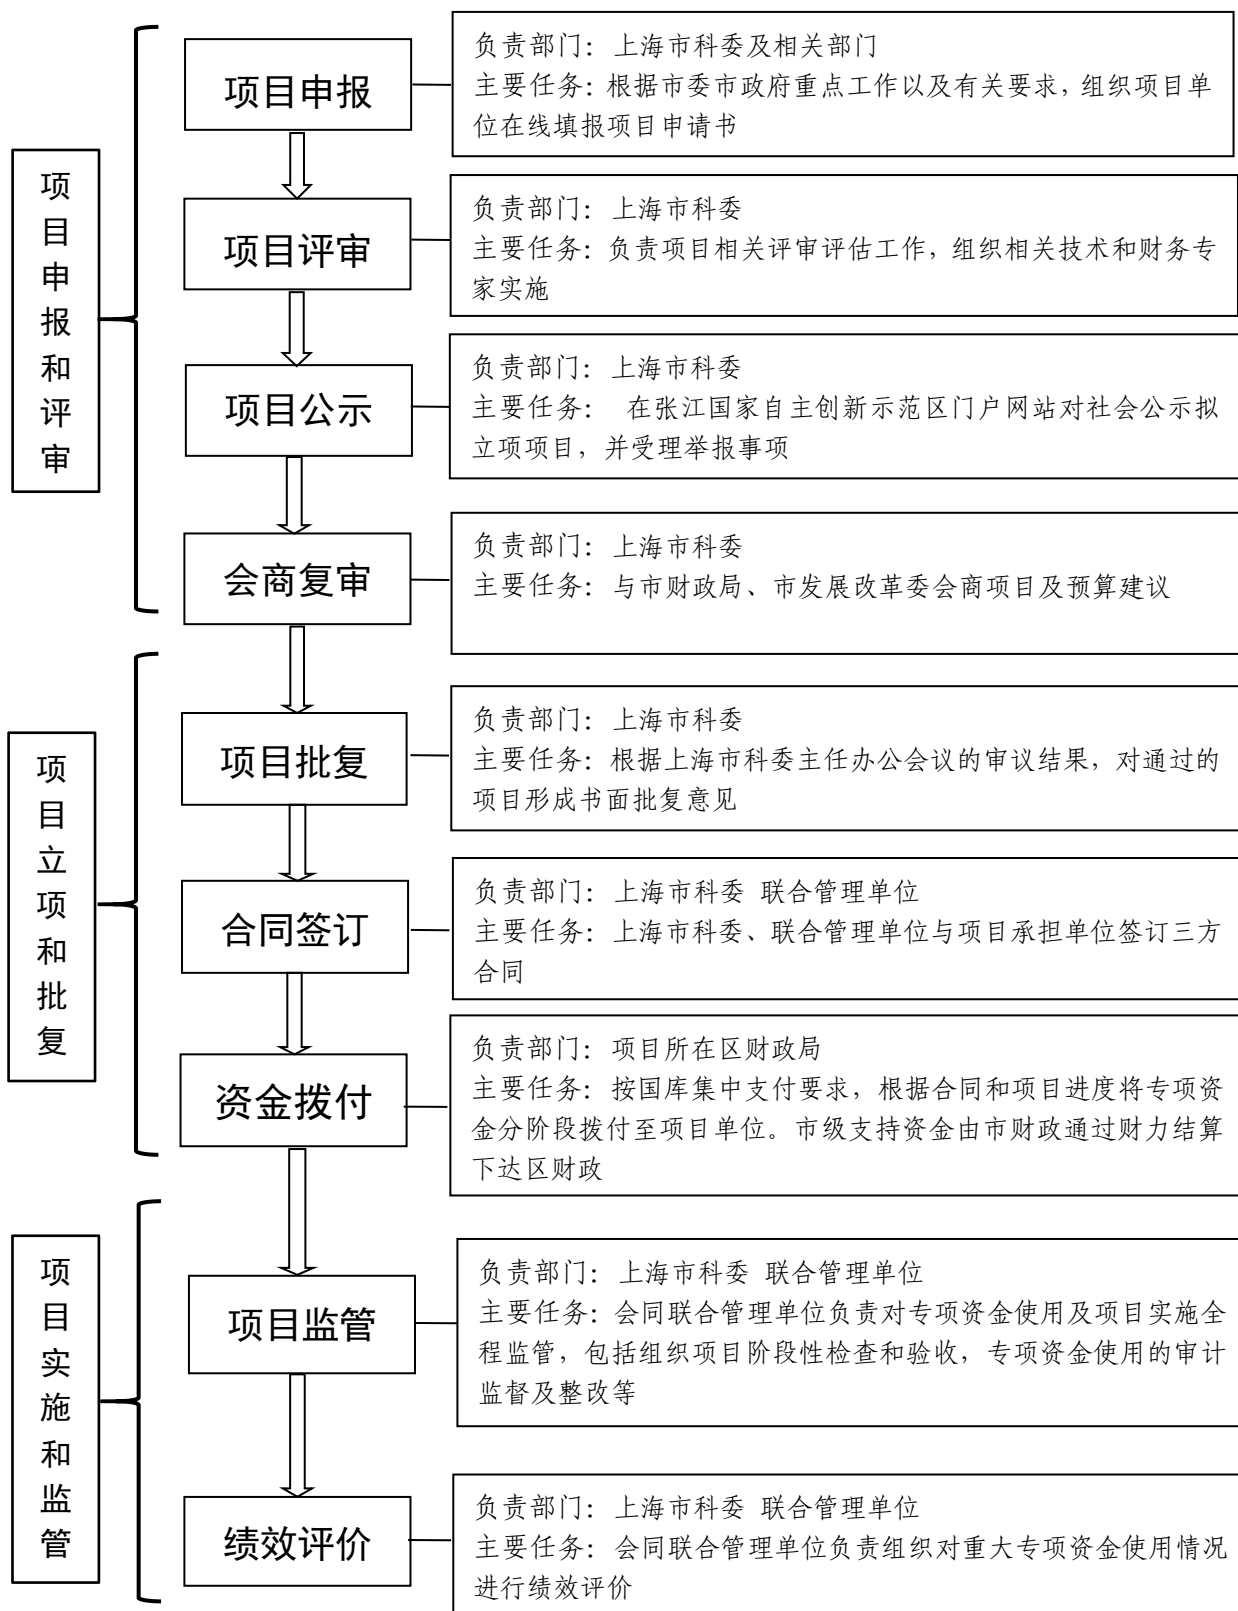 项目申报和评审
项目申报
负责部门：上海市科委及相关部门
主要任务：根据市委市政府重点工作以及有关要求，组织项目单
位在线填报项目申请书
项目评审
负责部门：上海市科委
主要任务：负责项目相关评审评估工作，组织相关技术和财务专
家实施
项目公示
负责部门：上海市科委
主要任务： 在张江国家自主创新示范区门户网站对社会公示拟
立项项目，并受理举报事项
会商复审
负责部门：上海市科委
主要任务：与市财政局、市发展改革委会商项目及预算建议
项目立项和批复
项目批复
负责部门：上海市科委
主要任务：根据上海市科委主任办公会议的审议结果，对通过的
项目形成书面批复意见
合同签订
负责部门：上海市科委 联合管理单位
主要任务：上海市科委、联合管理单位与项目承担单位签订三方
合同
资金拨付
负责部门：项目所在区财政局
主要任务：按国库集中支付要求，根据合同和项目进度将专项资
金分阶段拨付至项目单位。市级支持资金由市财政通过财力结算
下达区财政
项目实施和监管
项目监管
负责部门：上海市科委 联合管理单位
主要任务：会同联合管理单位负责对专项资金使用及项目实施全
程监管，包括组织项目阶段性检查和验收，专项资金使用的审计
监督及整改等
绩效评价
负责部门：上海市科委 联合管理单位
主要任务：会同联合管理单位负责组织对重大专项资金使用情况
进行绩效评价